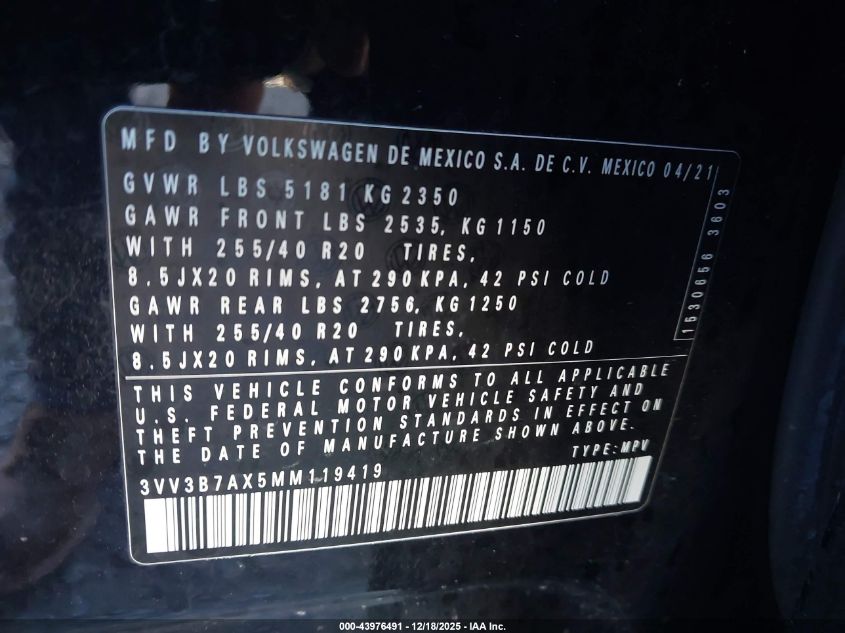 MFD BY VOLKSWAGEN DE MEXICO S.A. DE C.V. MEXICO 04/21
GVWR LBS 5181 KG 2350
GAWR FRONT LBS 2535, KG 1150
WITH 255/40 R20 TIRES,
8.5JX20 RIMS, AT 290 KPA, 42 PSI COLD
GAWR REAR LBS 2756, KG 1250
WITH 255/40 R20 TIRES,
8.5JX20 RIMS, AT 290 KPA, 42 PSI COLD
1530656 3603
THIS VEHICLE CONFORMS TO ALL APPLICABLE
U.S. FEDERAL MOTOR VEHICLE SAFETY AND
THEFT PREVENTION STANDARDS IN EFFECT ON
THE DATE OF MANUFACTURE SHOWN ABOVE.
TYPE: MPV
3VV3B7AX5MM119419
000-43976491 - 12/18/2025 - IAA Inc.